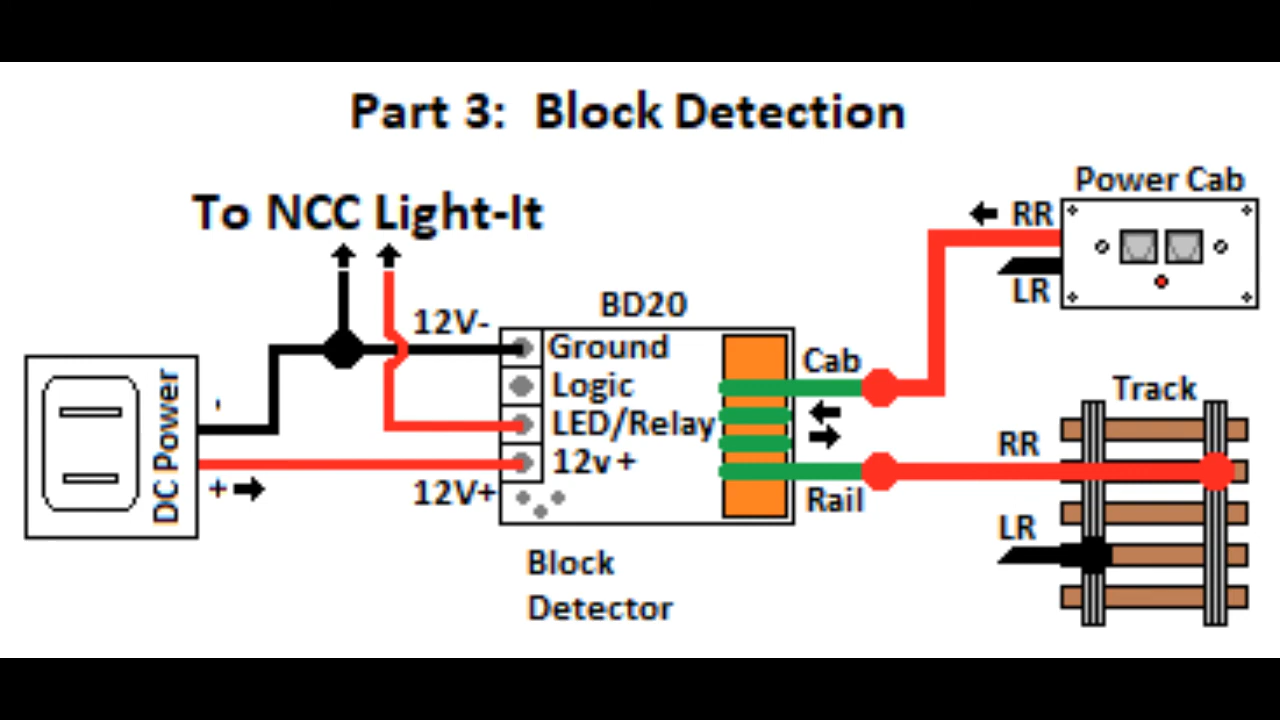 Part 3:  Block Detection
To NCC Light-It
Power Cab
RR
LR
BD20
12V-
Ground
Logic
LED/Relay
12v +
12V+
DC Power
-
+
Cab
Rail
Track
RR
LR
Block
Detector